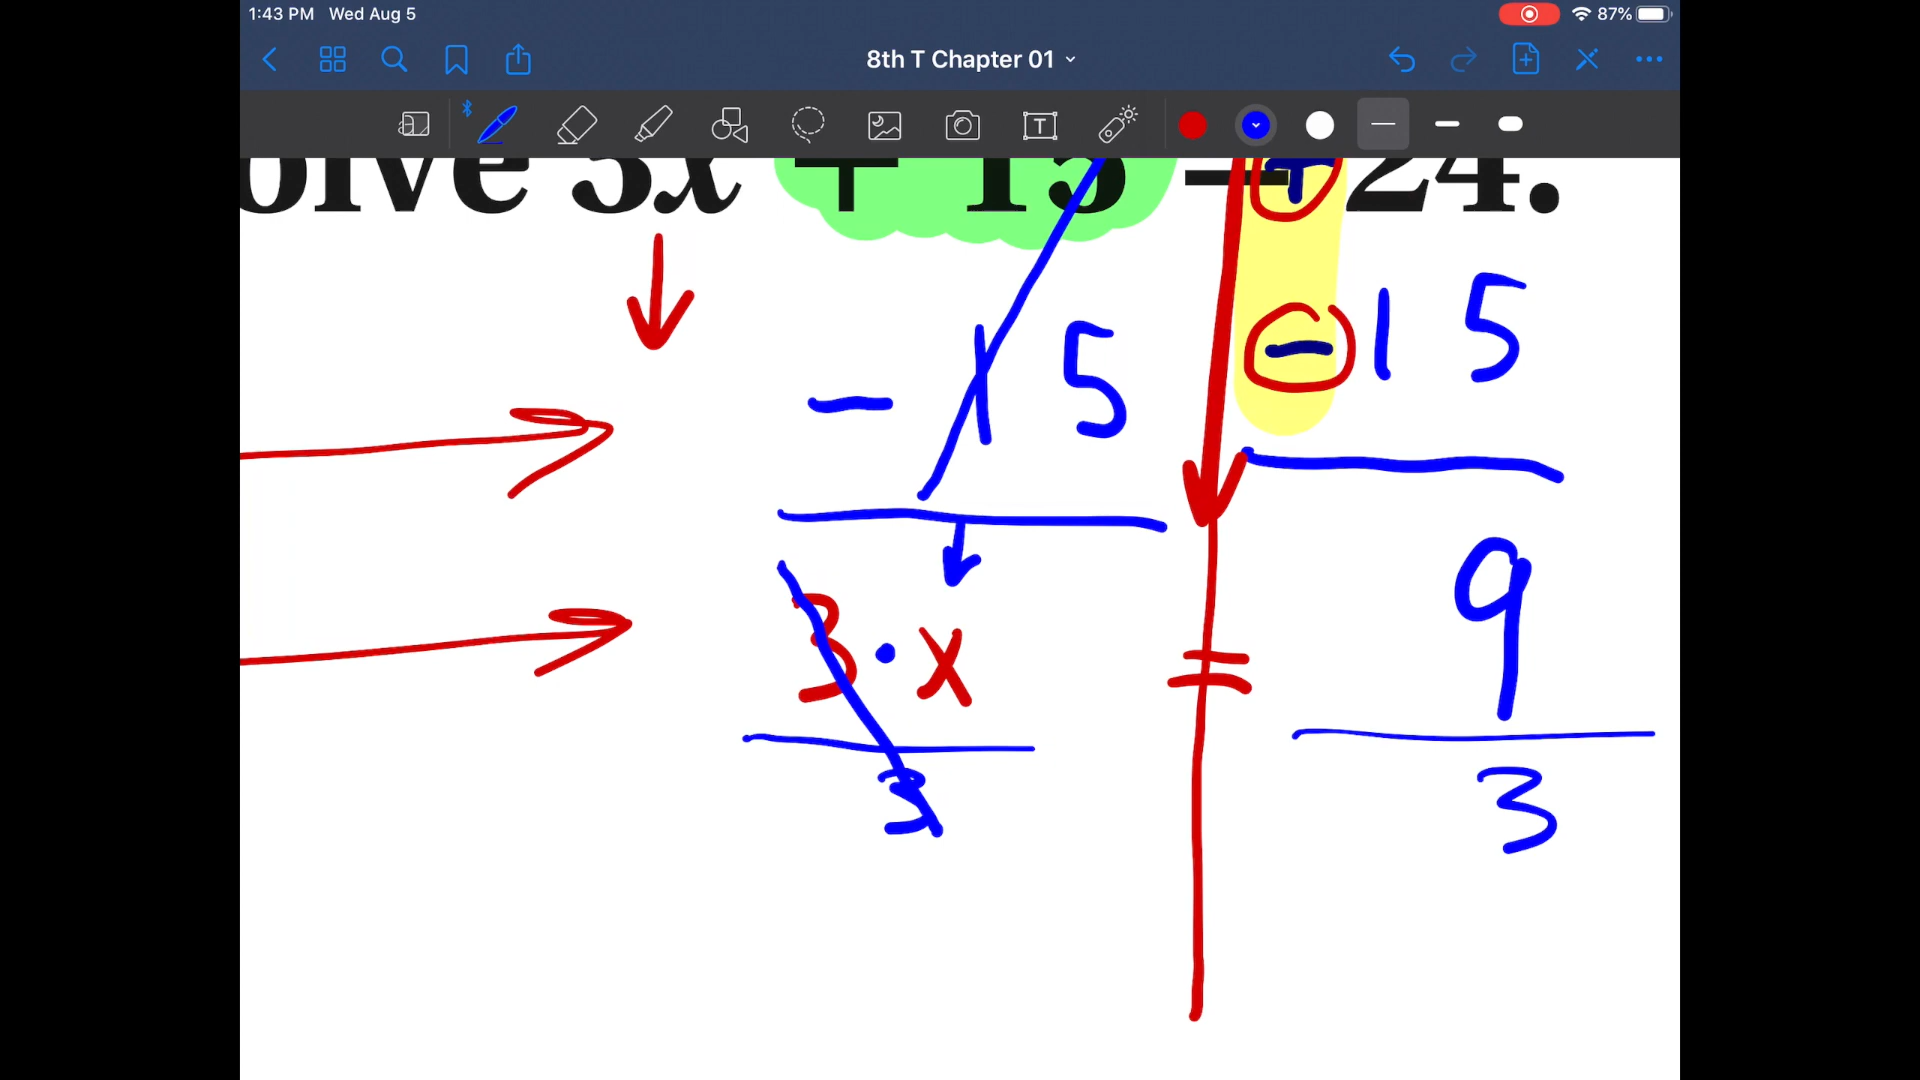 1:43 PM Wed Aug 5 87%
8th T Chapter 01
olve 3x + 15 = 24.
- 15 - 15
3 · x = 9
3 3